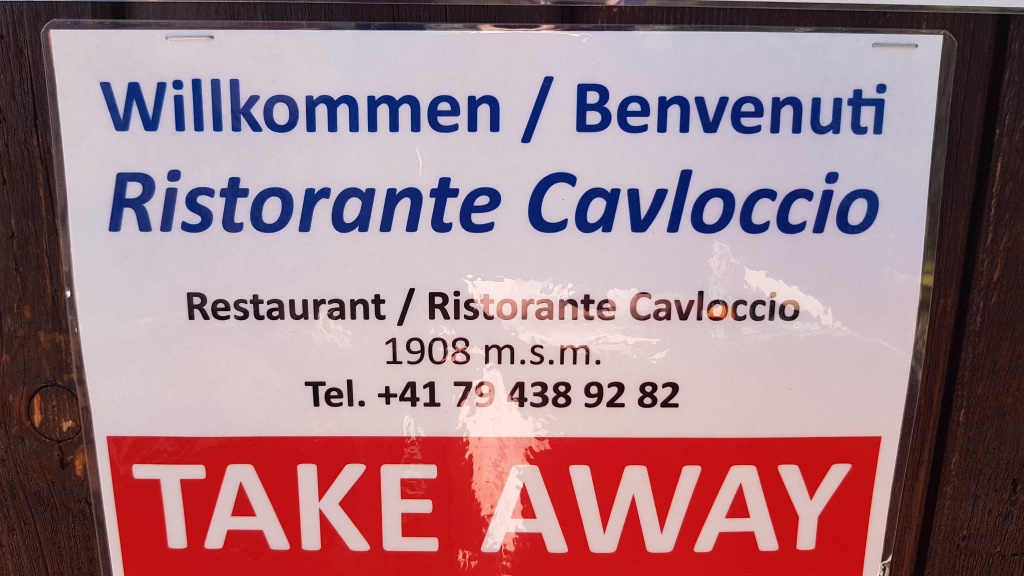 Willkommen / Benvenuti
Ristorante Cavloccio
Restaurant / Ristorante Cavloccio
1908 m.s.m.
Tel. +41 79 438 92 82
TAKE AWAY